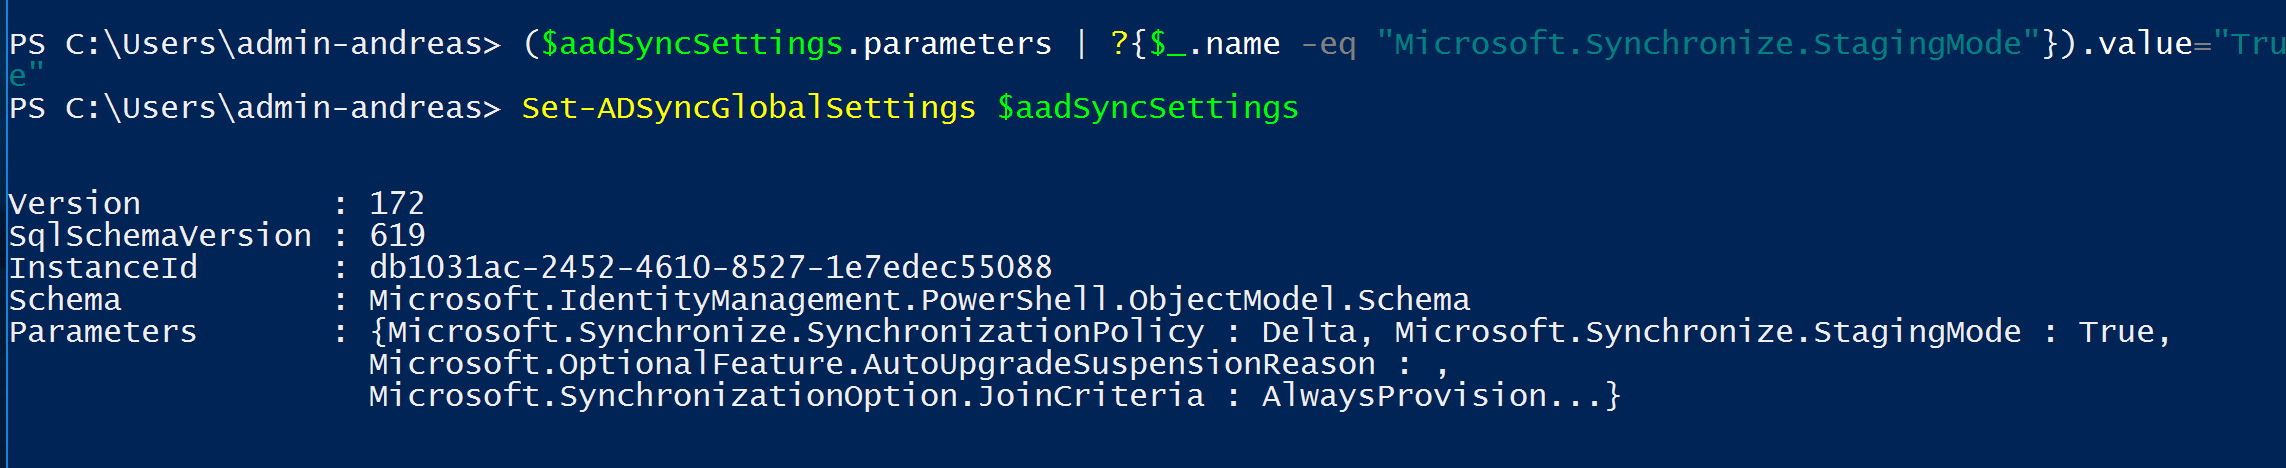 PS C:\Users\admin-andreas> ($aadSyncSettings.parameters | ?{$_.name -eq "Microsoft.Synchronize.StagingMode"}).value="Tru
e"
PS C:\Users\admin-andreas> Set-ADSyncGlobalSettings $aadSyncSettings
Version          : 172
SqlSchemaVersion : 619
InstanceId       : db1031ac-2452-4610-8527-1e7edec55088
Schema           : Microsoft.IdentityManagement.PowerShell.ObjectModel.Schema
Parameters       : {Microsoft.Synchronize.SynchronizationPolicy : Delta, Microsoft.Synchronize.StagingMode : True,
                   Microsoft.OptionalFeature.AutoUpgradeSuspensionReason : ,
                   Microsoft.SynchronizationOption.JoinCriteria : AlwaysProvision...}